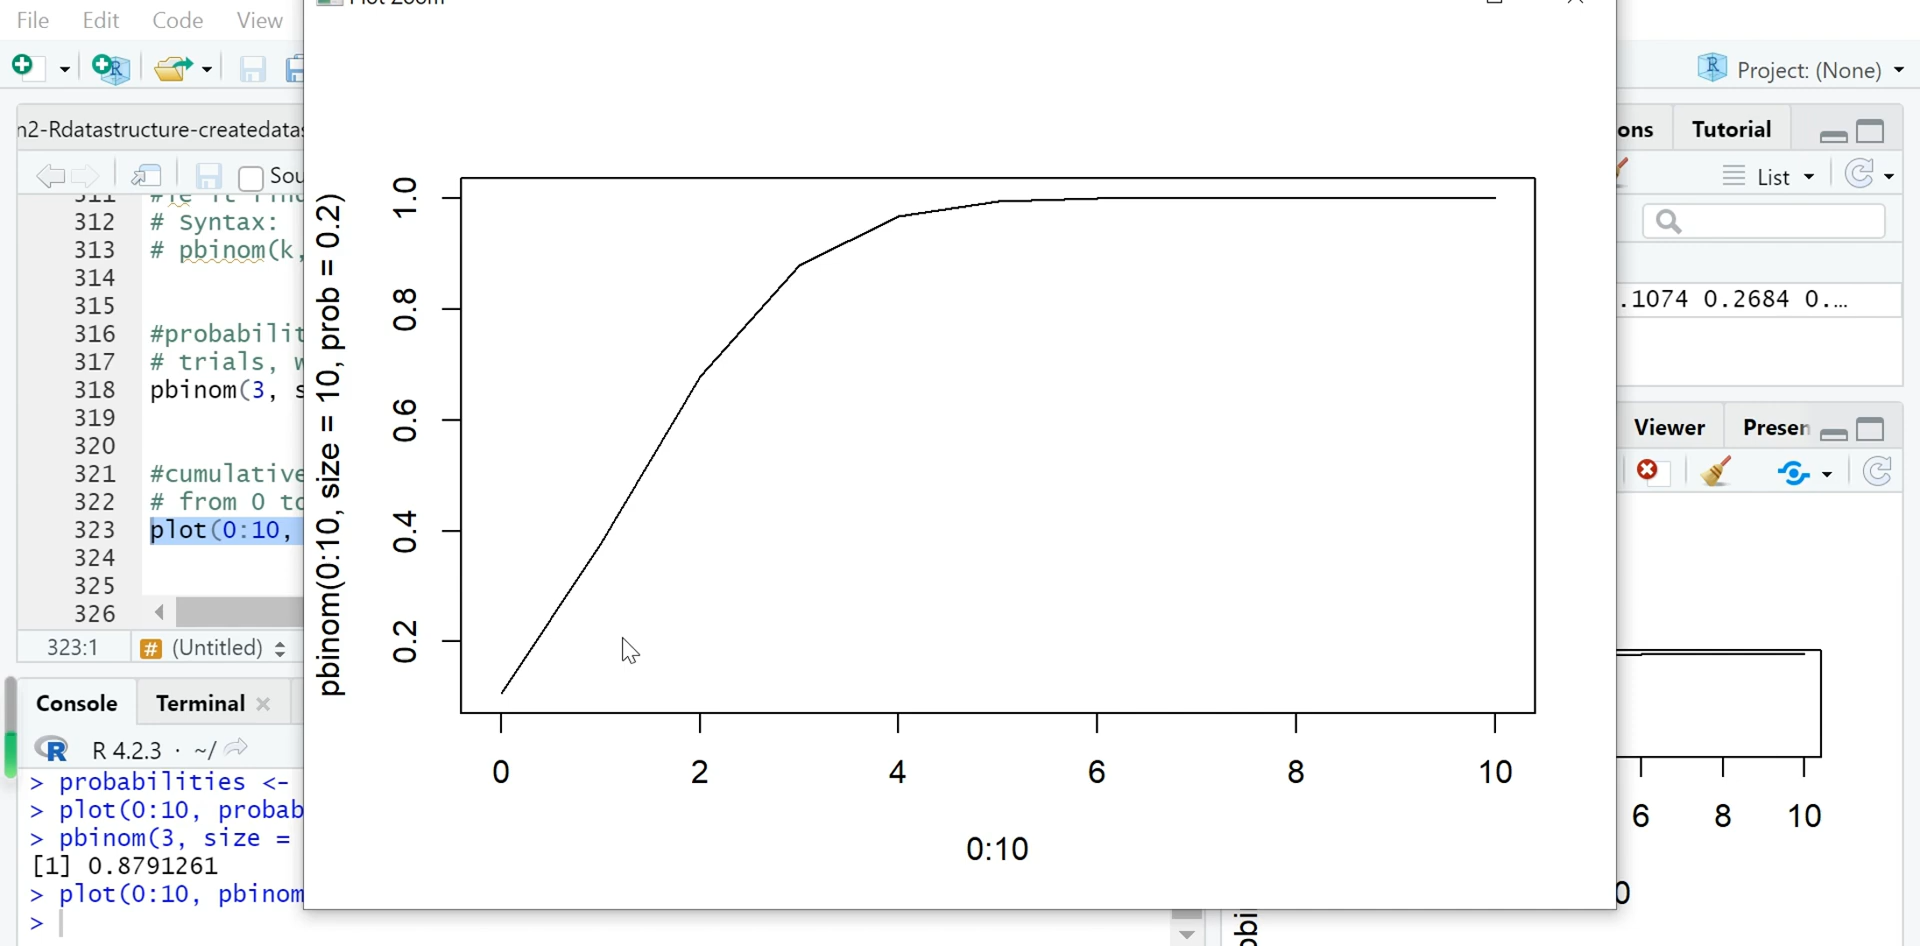 File Edit Code View
Project: (None)
n2-Rdatastructure-createdatas
ons Tutorial
Sou
List
312 # Syntax:
313 # pbinom(k,
314
315
316 #probabilit
317 # trials, w
318 pbinom(3, s
319
320
321 #cumulative
322 # from 0 to
323 plot(0:10,
324
325
326
323:1 # (Untitled)
Console Terminal
R 4.2.3 · ~/
> probabilities <-
> plot(0:10, probab
> pbinom(3, size =
[1] 0.8791261
> plot(0:10, pbinom
>
Plot Zoom
pbinom(0:10, size = 10, prob = 0.2)
1.0
0.8
0.6
0.4
0.2
0 2 4 6 8 10
0:10
.1074 0.2684 0....
Viewer Presen
6 8 10
0
pbi